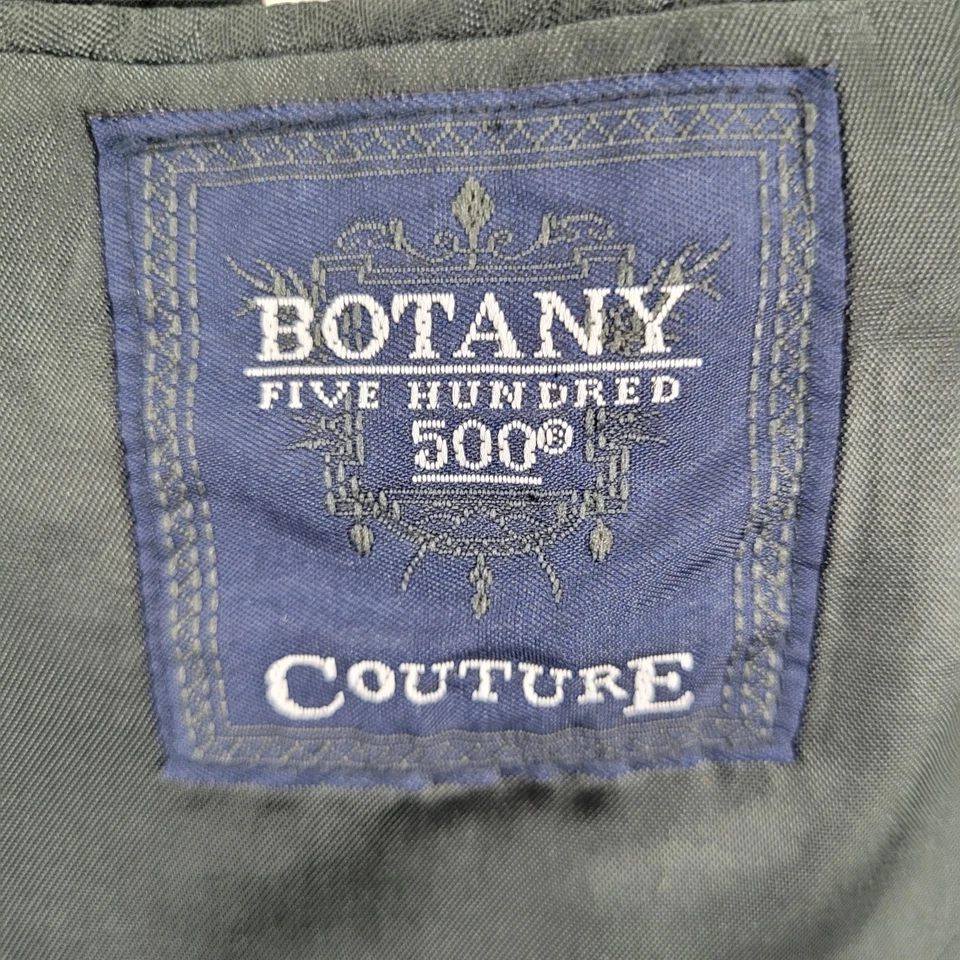 BOTANY
FIVE HUNDRED
500®
COUTURE